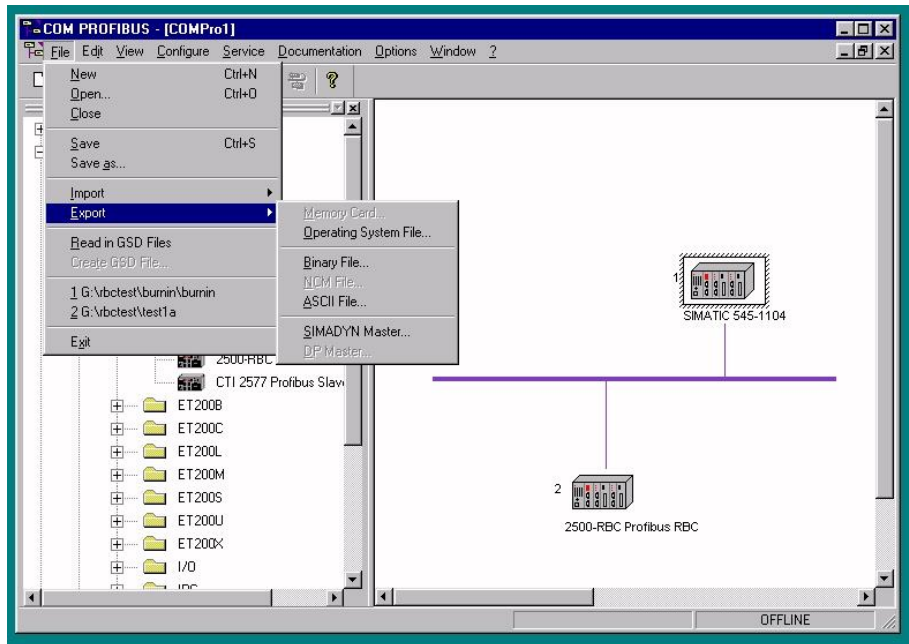 COM PROFIBUS - [COMPro1]
File Edit View Configure Service Documentation Options Window ?
New Ctrl+N
Open... Ctrl+O
Close
Save Ctrl+S
Save as...
Import
Export
Read in GSD Files
Create GSD File...
1 G:\rbctest\burnin\burnin
2 G:\rbctest\test1a
Exit
Memory Card...
Operating System File...
Binary File...
NCM File...
ASCII File...
SIMADYN Master...
DP Master...
2500-RBC
CTI 2577 Profibus Slav
ET200B
ET200C
ET200L
ET200M
ET200S
ET200U
ET200X
I/O
1
SIMATIC 545-1104
2
2500-RBC Profibus RBC
OFFLINE